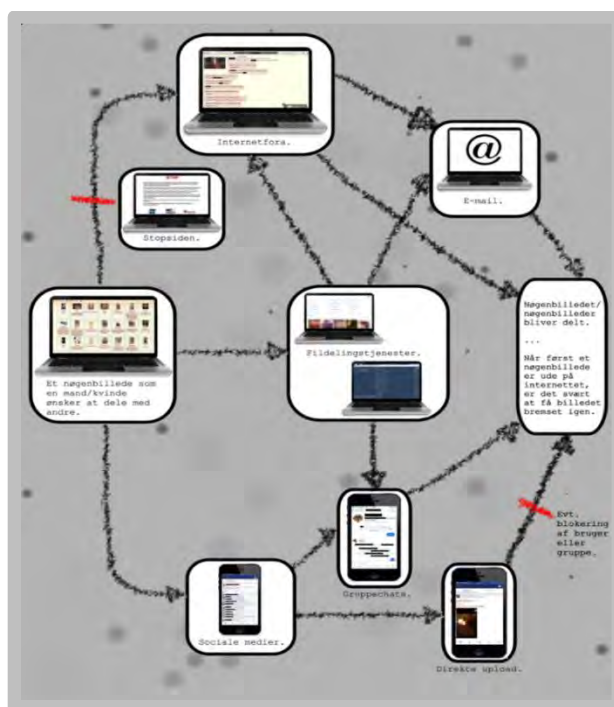 Internetfora.
@
E-mail.
Stopsiden.
Nøgenbilledet/
nøgenbilleder
bliver delt.
...
Når først et
nøgenbillede
er ude på
internettet,
er det svært
at få billedet
bremset igen.
Fildelingstjenester.
Et nøgenbillede som
en mand/kvinde
ønsker at dele med
andre.
Evt.
blokering
af bruger
eller
gruppe.
Gruppechats.
Sociale medier.
Direkte upload.